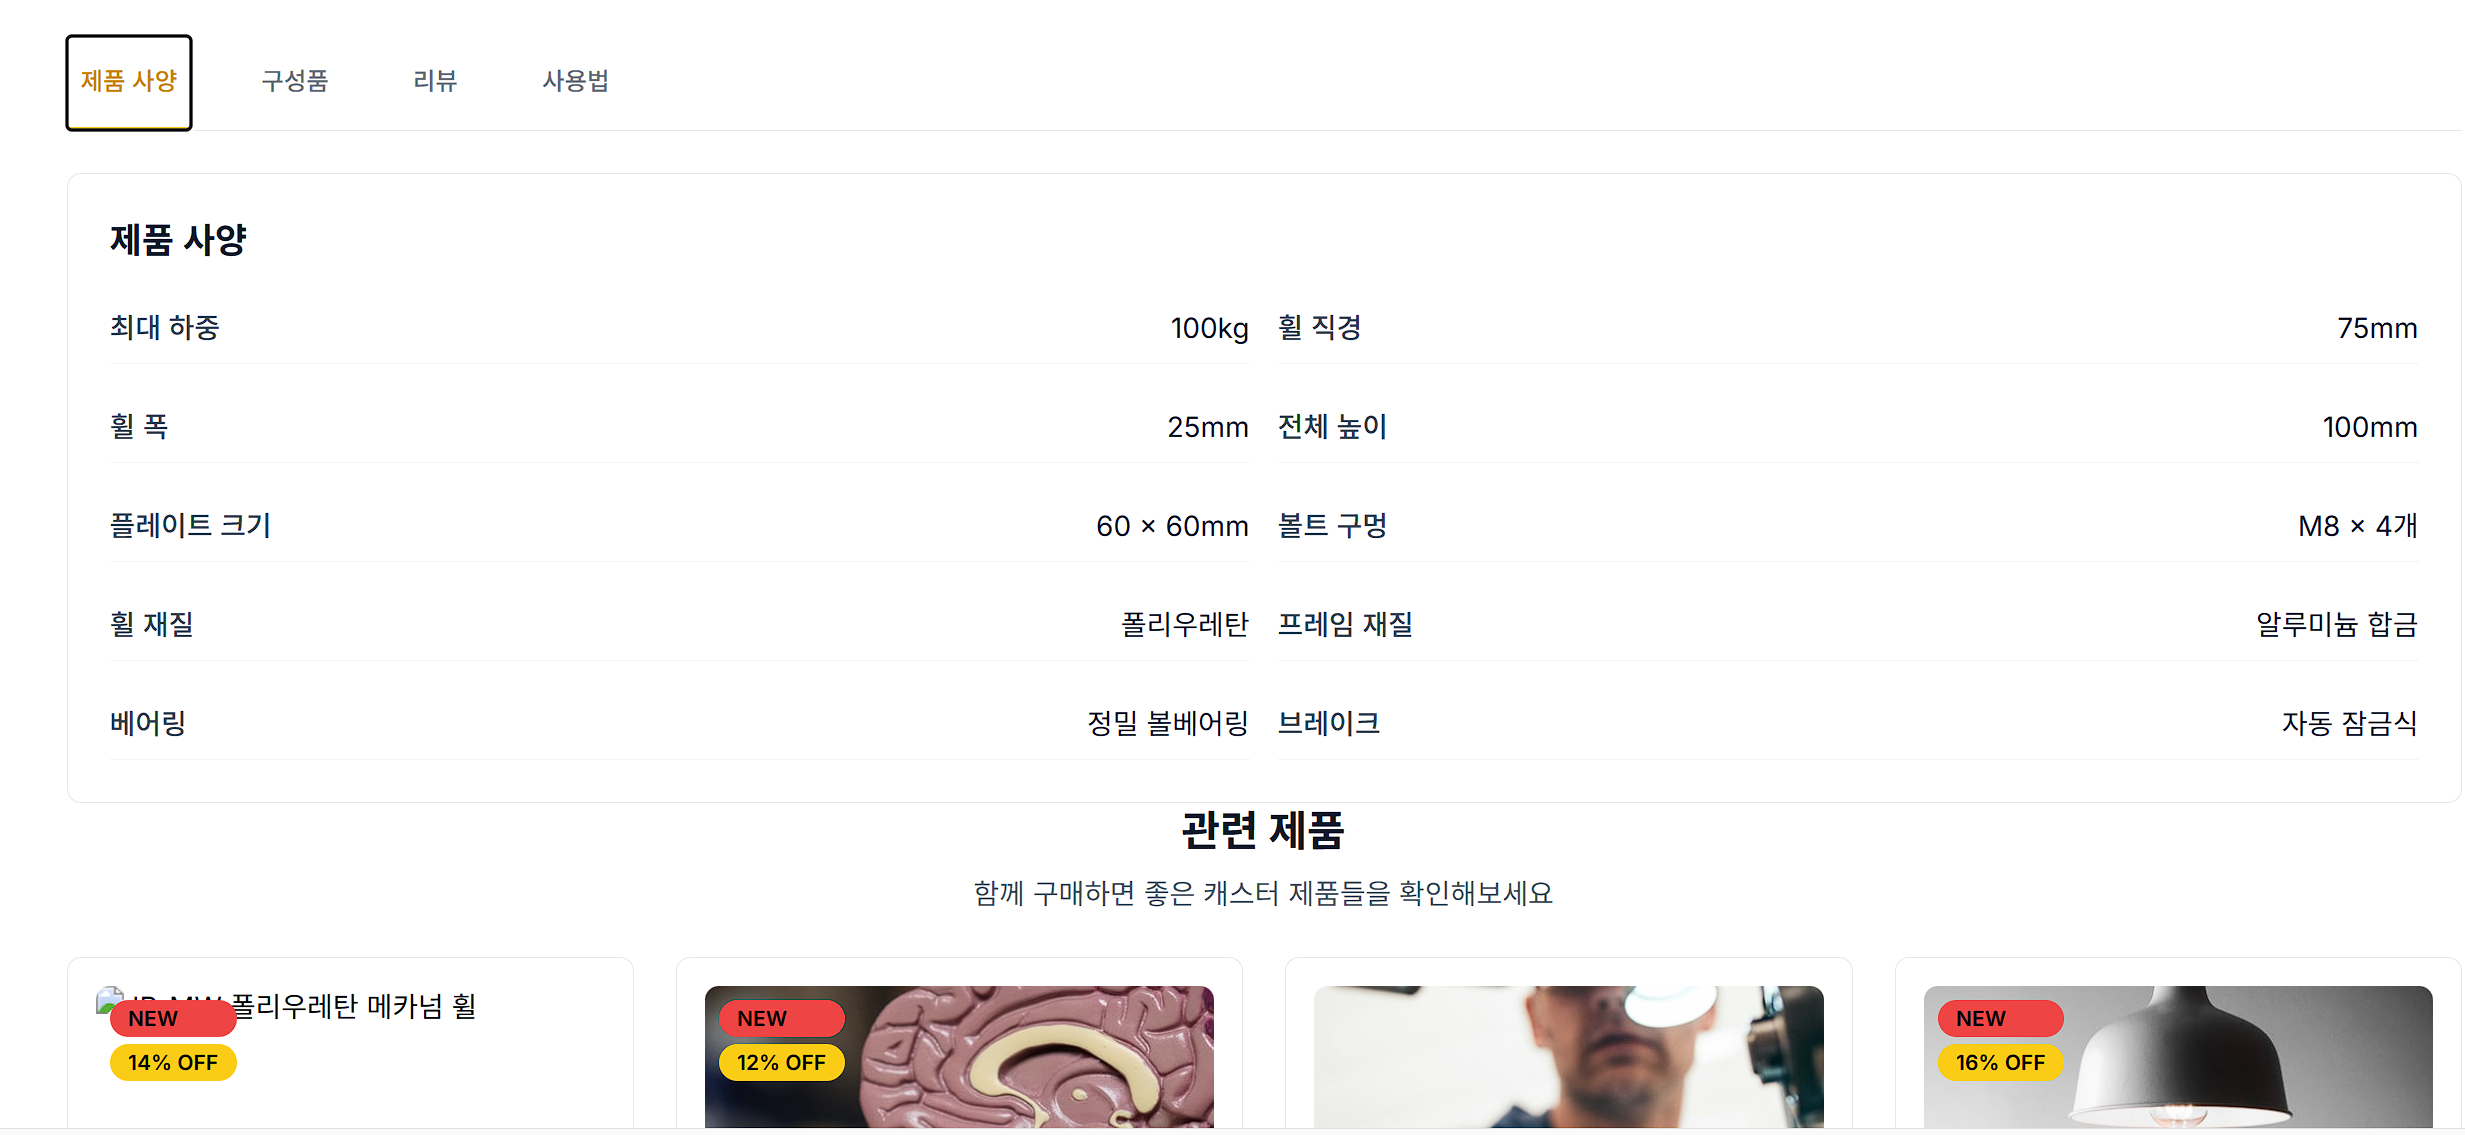 제품 사양 구성품 리뷰 사용법
제품 사양
최대 하중 100kg 휠 직경 75mm
휠 폭 25mm 전체 높이 100mm
플레이트 크기 60 × 60mm 볼트 구멍 M8 × 4개
휠 재질 폴리우레탄 프레임 재질 알루미늄 합금
베어링 정밀 볼베어링 브레이크 자동 잠금식
관련 제품
함께 구매하면 좋은 캐스터 제품들을 확인해보세요
폴리우레탄 메카넘 휠
NEW
14% OFF
NEW
12% OFF
NEW
16% OFF